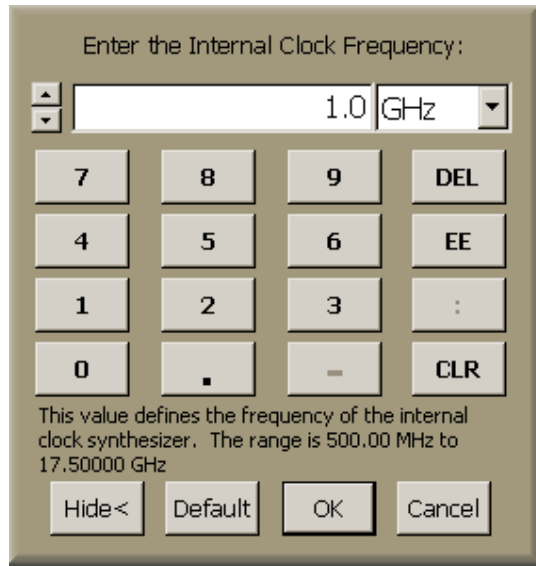 Enter the Internal Clock Frequency:
1.0 GHz
7 8 9 DEL
4 5 6 EE
1 2 3 :
0 . - CLR
This value defines the frequency of the internal
clock synthesizer. The range is 500.00 MHz to
17.50000 GHz
Hide< Default OK Cancel